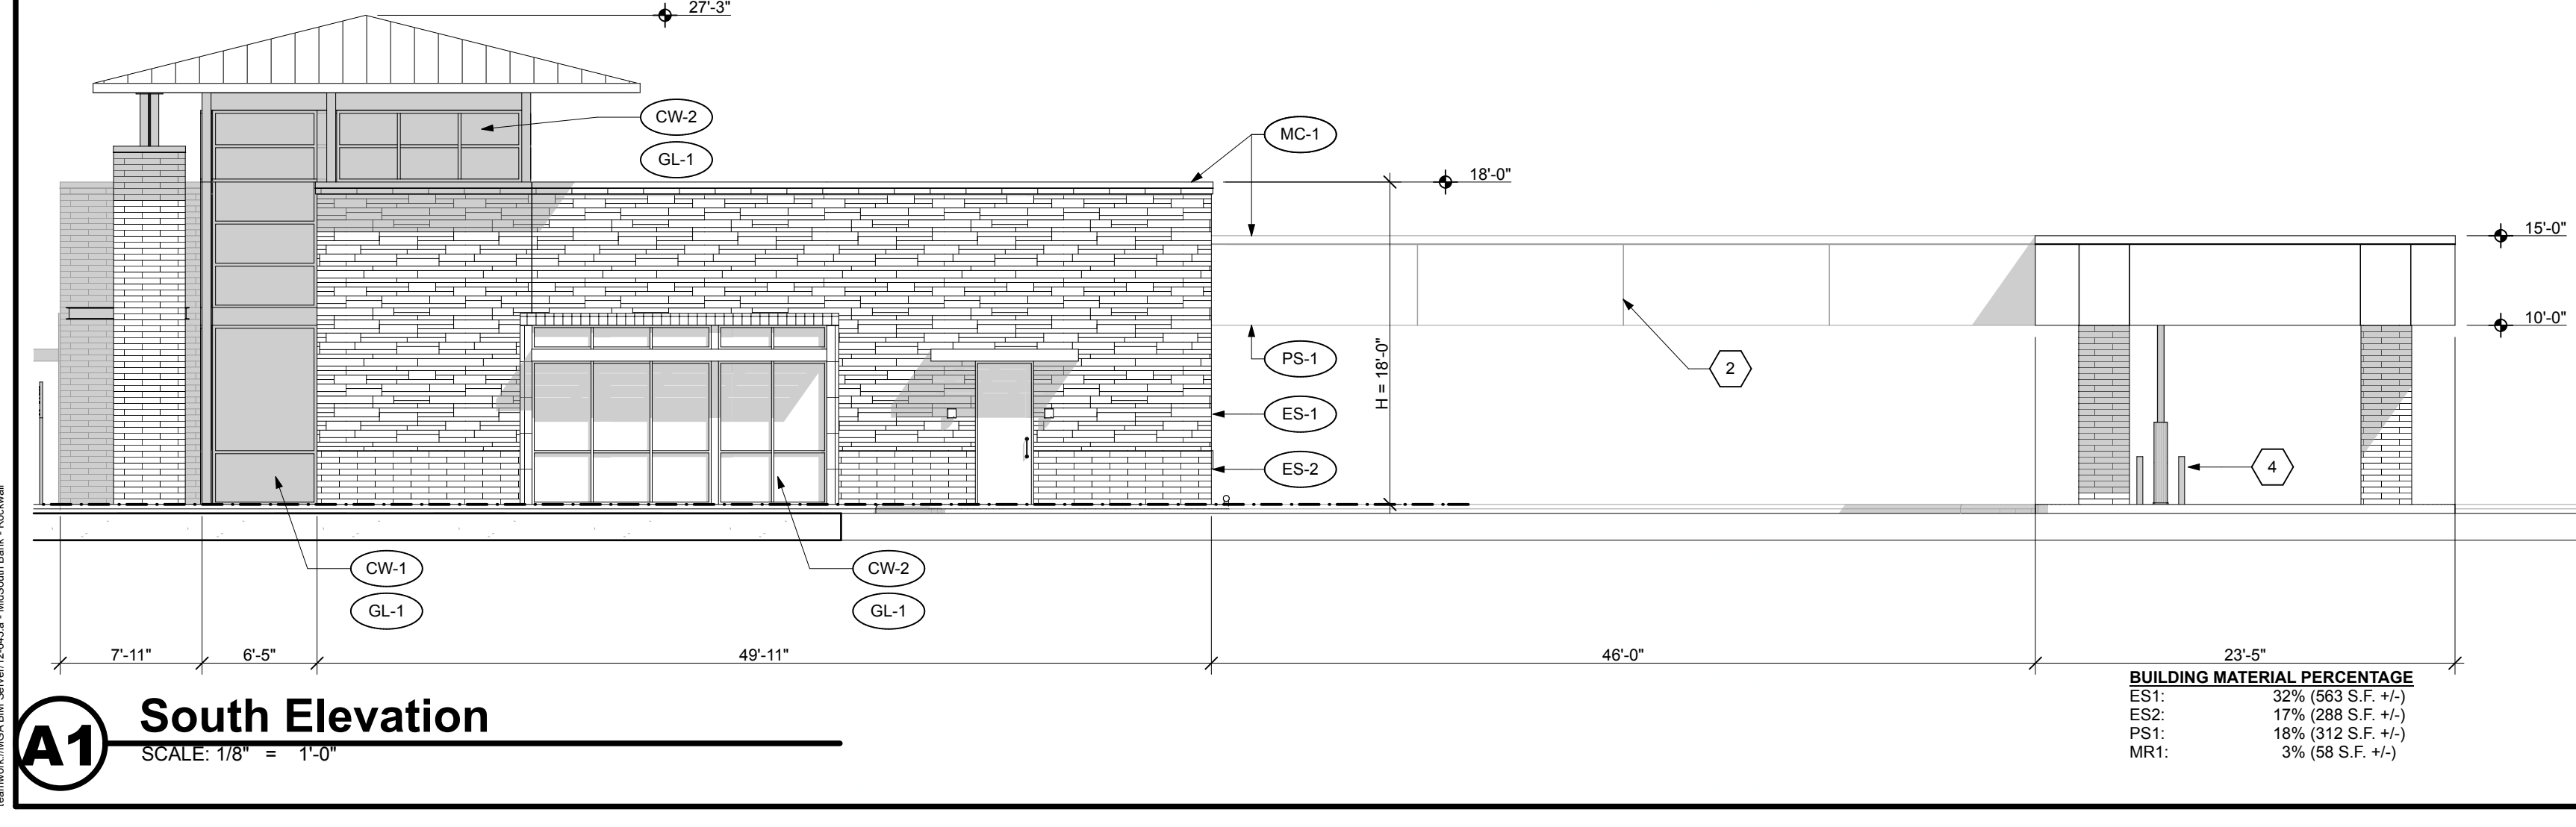 27'-3"
CW-2
GL-1
MC-1
18'-0"
15'-0"
10'-0"
H = 18'-0"
PS-1
2
ES-1
ES-2
4
CW-1
GL-1
CW-2
GL-1
7'-11"
6'-5"
49'-11"
46'-0"
23'-5"
BUILDING MATERIAL PERCENTAGE
ES1: 32% (563 S.F. +/-)
ES2: 17% (288 S.F. +/-)
PS1: 18% (312 S.F. +/-)
MR1: 3% (58 S.F. +/-)
A1
South Elevation
SCALE: 1/8" = 1'-0"